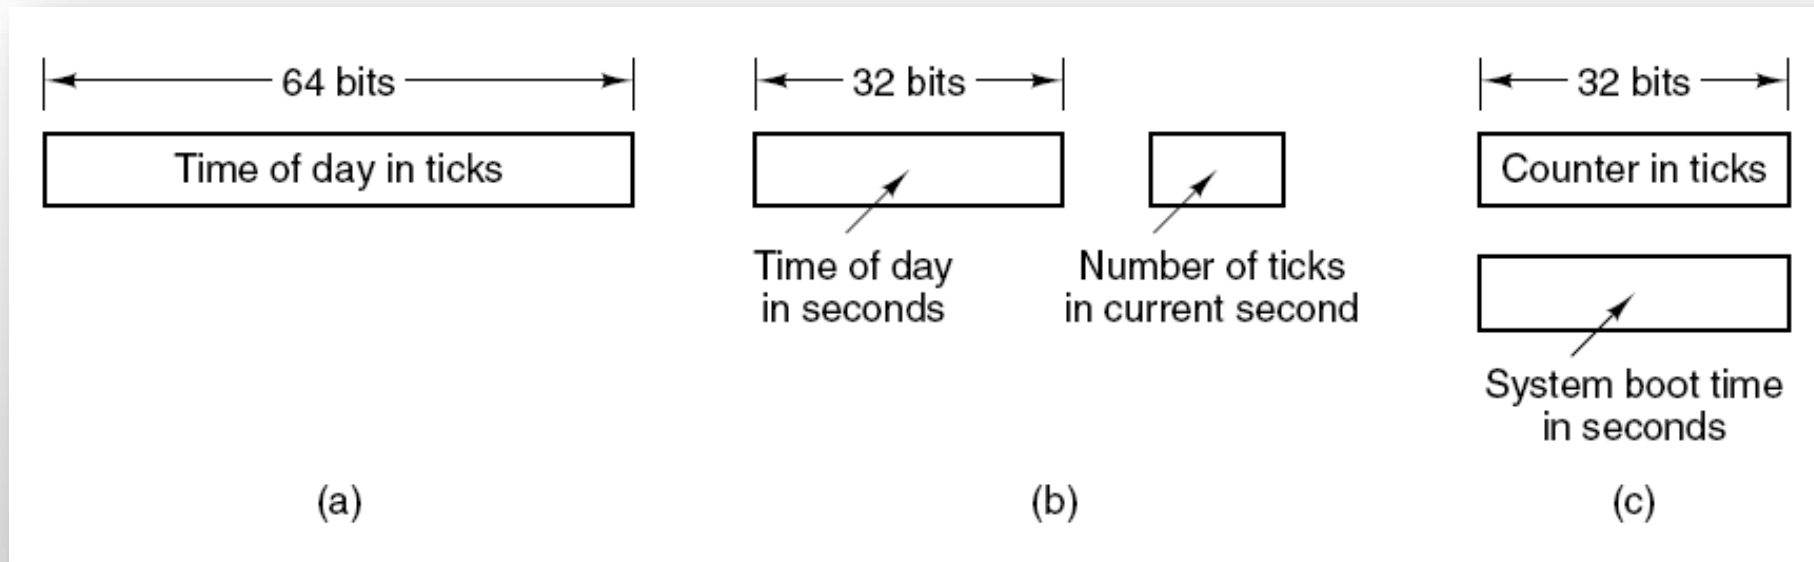 64 bits
Time of day in ticks
(a)
32 bits
Time of day
in seconds
Number of ticks
in current second
(b)
32 bits
Counter in ticks
System boot time
in seconds
(c)